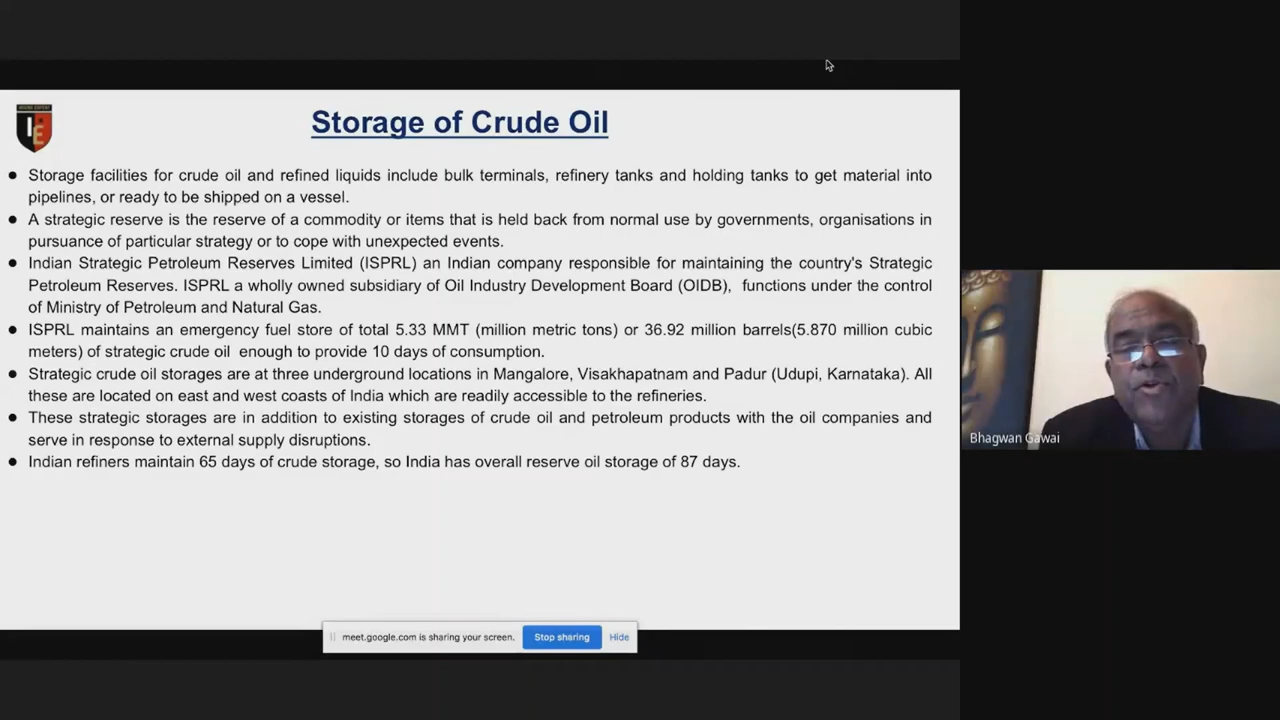 Storage of Crude Oil
● Storage facilities for crude oil and refined liquids include bulk terminals, refinery tanks and holding tanks to get material into
pipelines, or ready to be shipped on a vessel.
● A strategic reserve is the reserve of a commodity or items that is held back from normal use by governments, organisations in
pursuance of particular strategy or to cope with unexpected events.
● Indian Strategic Petroleum Reserves Limited (ISPRL) an Indian company responsible for maintaining the country's Strategic
Petroleum Reserves. ISPRL a wholly owned subsidiary of Oil Industry Development Board (OIDB), functions under the control
of Ministry of Petroleum and Natural Gas.
● ISPRL maintains an emergency fuel store of total 5.33 MMT (million metric tons) or 36.92 million barrels(5.870 million cubic
meters) of strategic crude oil enough to provide 10 days of consumption.
● Strategic crude oil storages are at three underground locations in Mangalore, Visakhapatnam and Padur (Udupi, Karnataka). All
these are located on east and west coasts of India which are readily accessible to the refineries.
● These strategic storages are in addition to existing storages of crude oil and petroleum products with the oil companies and
serve in response to external supply disruptions.
● Indian refiners maintain 65 days of crude storage, so India has overall reserve oil storage of 87 days.
Bhagwan Gawai
meet.google.com is sharing your screen. Stop sharing Hide